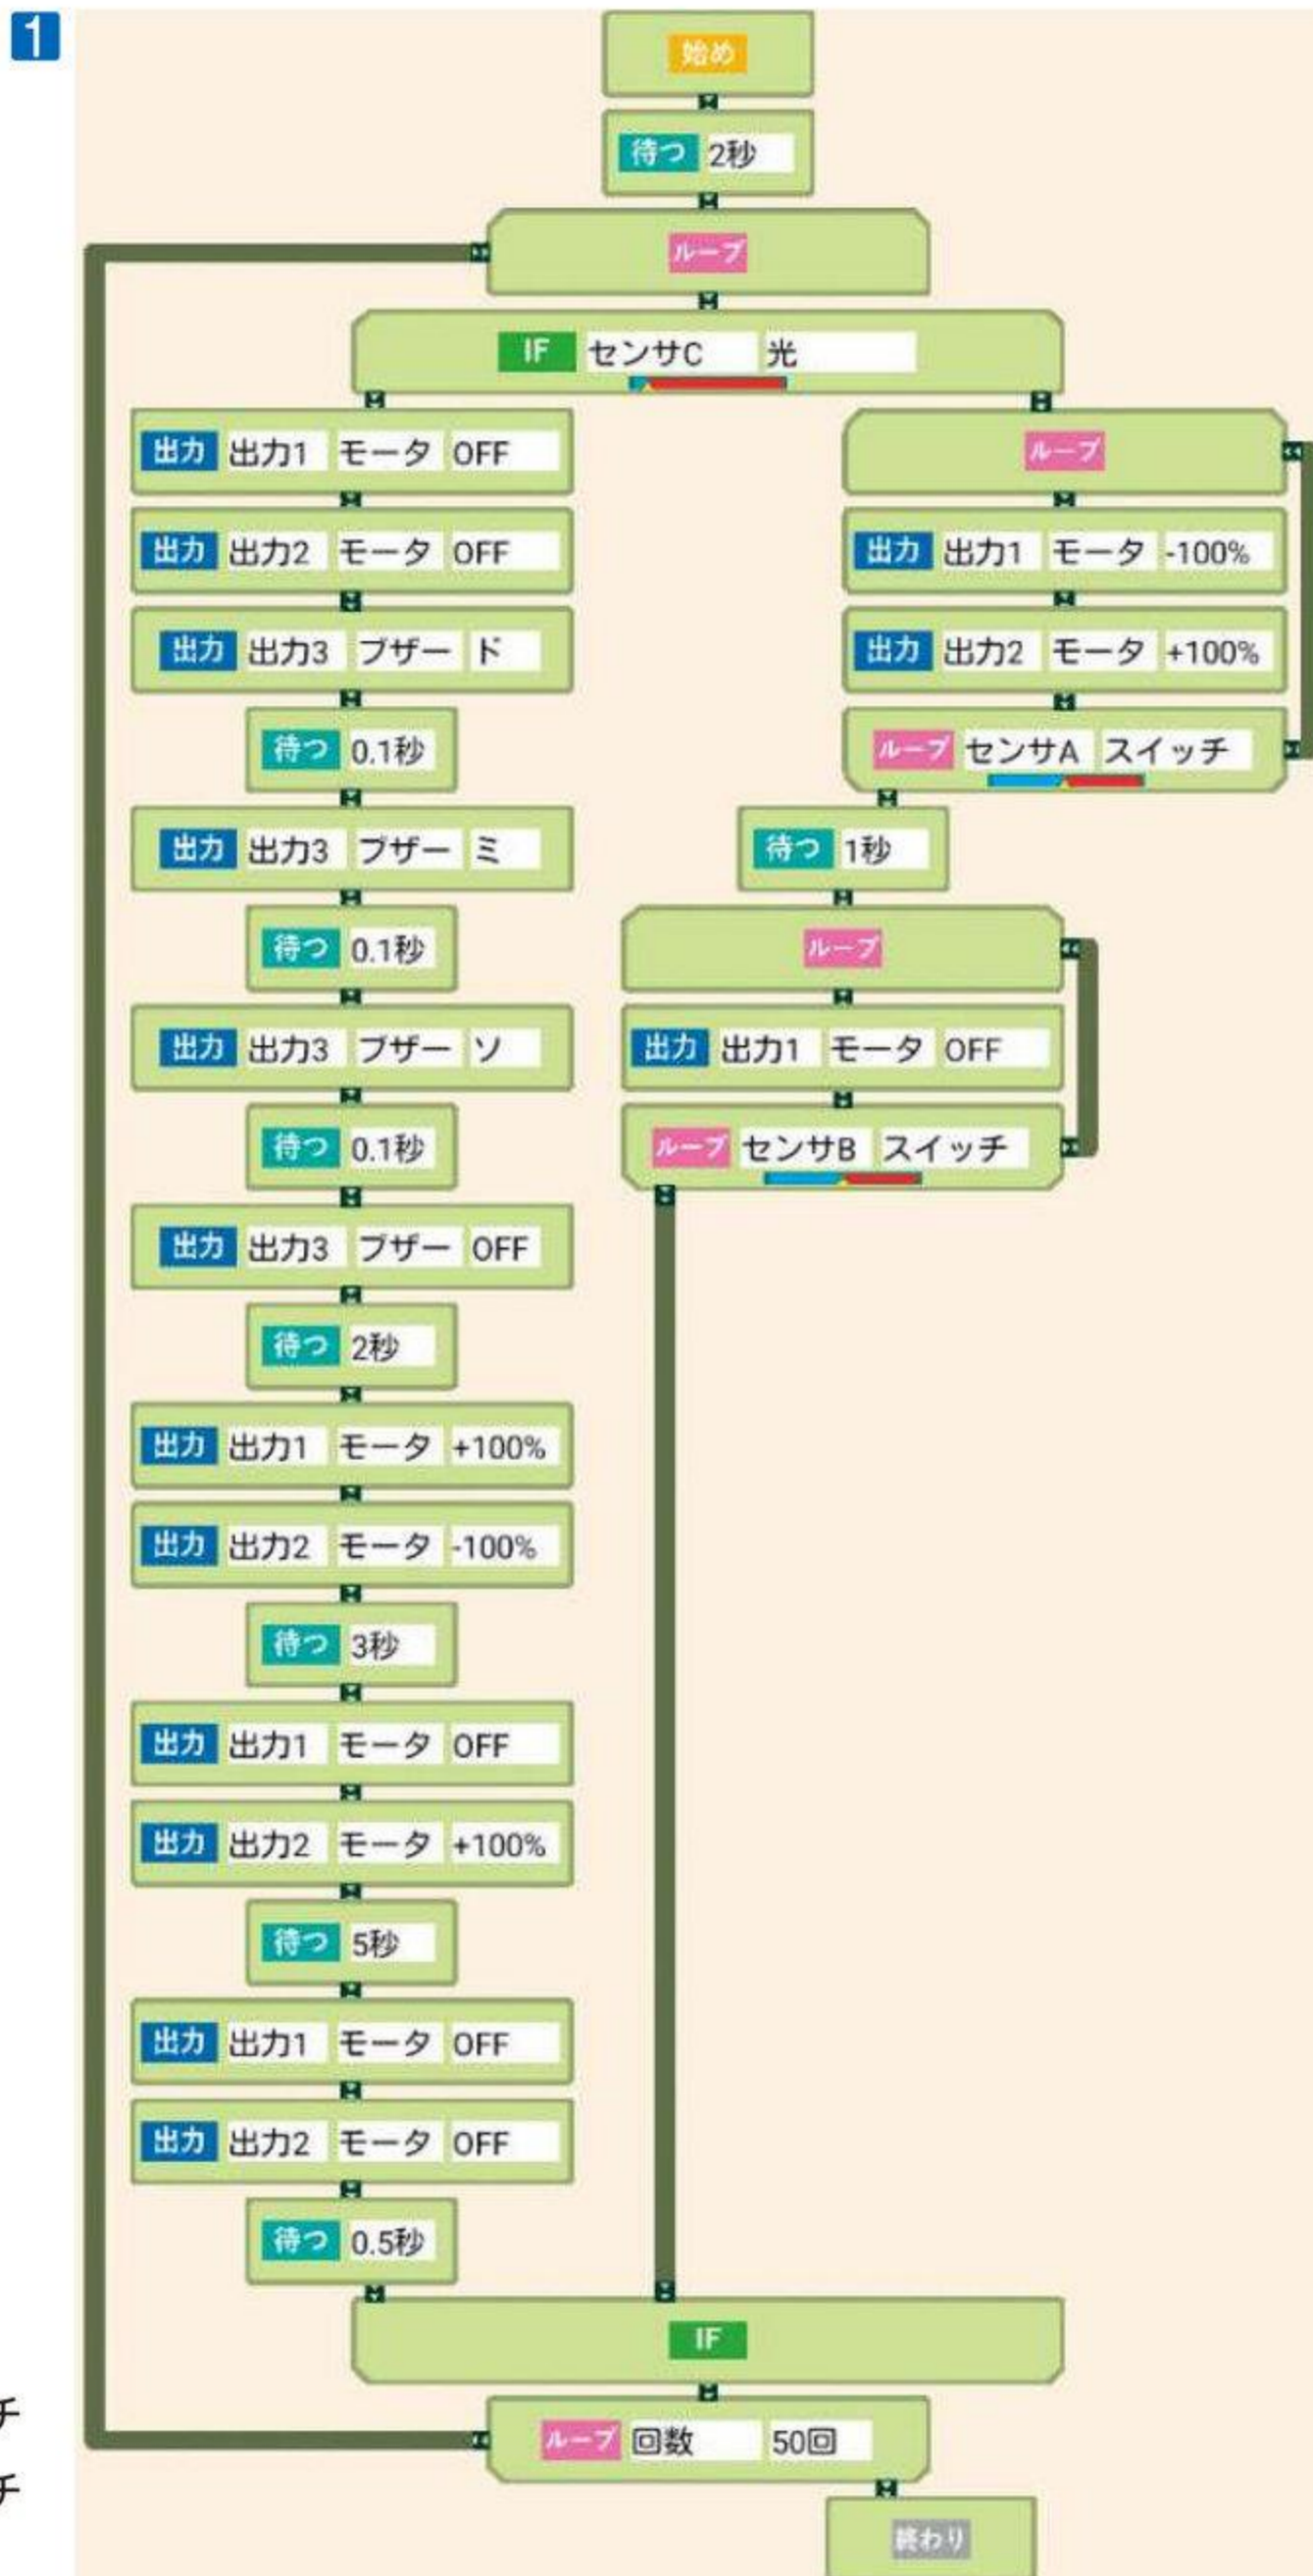 1
始め
待つ 2秒
ループ
IF センサC 光
出力 出力1 モータ OFF
出力 出力2 モータ OFF
出力 出力3 ブザー ド
待つ 0.1秒
出力 出力3 ブザー ミ
待つ 0.1秒
出力 出力3 ブザー ソ
待つ 0.1秒
出力 出力3 ブザー OFF
待つ 2秒
出力 出力1 モータ +100%
出力 出力2 モータ -100%
待つ 3秒
出力 出力1 モータ OFF
出力 出力2 モータ +100%
待つ 5秒
出力 出力1 モータ OFF
出力 出力2 モータ OFF
待つ 0.5秒
ループ
出力 出力1 モータ -100%
出力 出力2 モータ +100%
ループ センサA スイッチ
待つ 1秒
ループ
出力 出力1 モータ OFF
ループ センサB スイッチ
IF
チ
ループ 回数 50回
チ
終わり